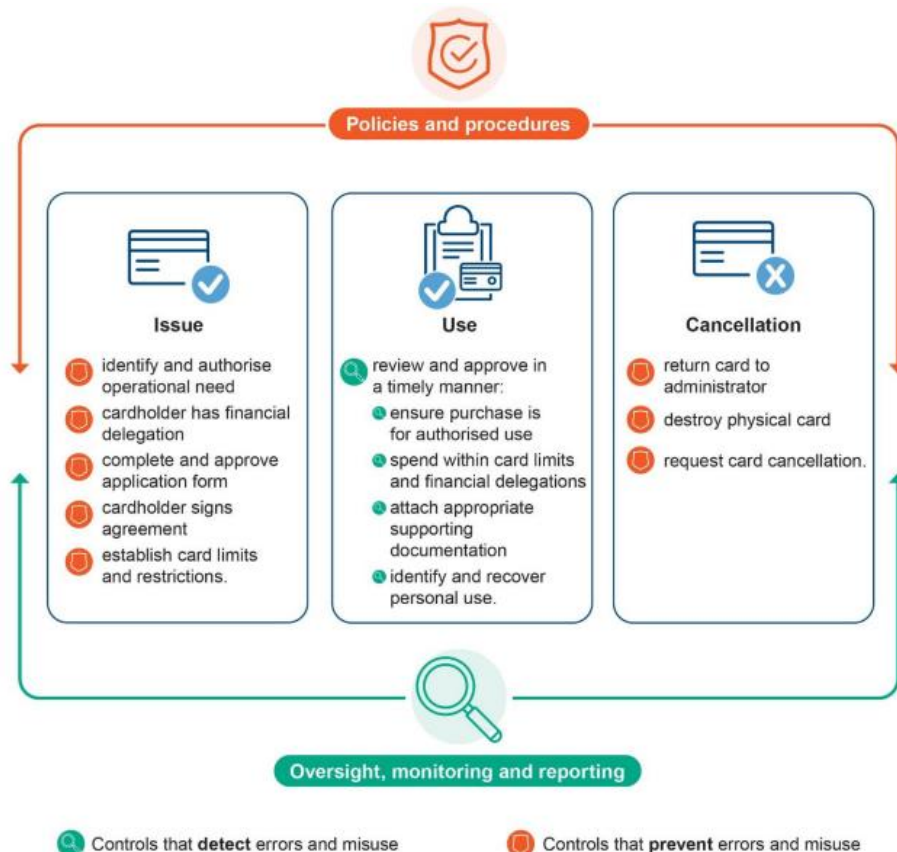 Policies and procedures
Issue
identify and authorise
operational need
cardholder has financial
delegation
complete and approve
application form
cardholder signs
agreement
establish card limits
and restrictions.
Use
review and approve in
a timely manner:
ensure purchase is
for authorised use
spend within card limits
and financial delegations
attach appropriate
supporting
documentation
identify and recover
personal use.
Cancellation
return card to
administrator
destroy physical card
request card cancellation.
Oversight, monitoring and reporting
Controls that detect errors and misuse
Controls that prevent errors and misuse